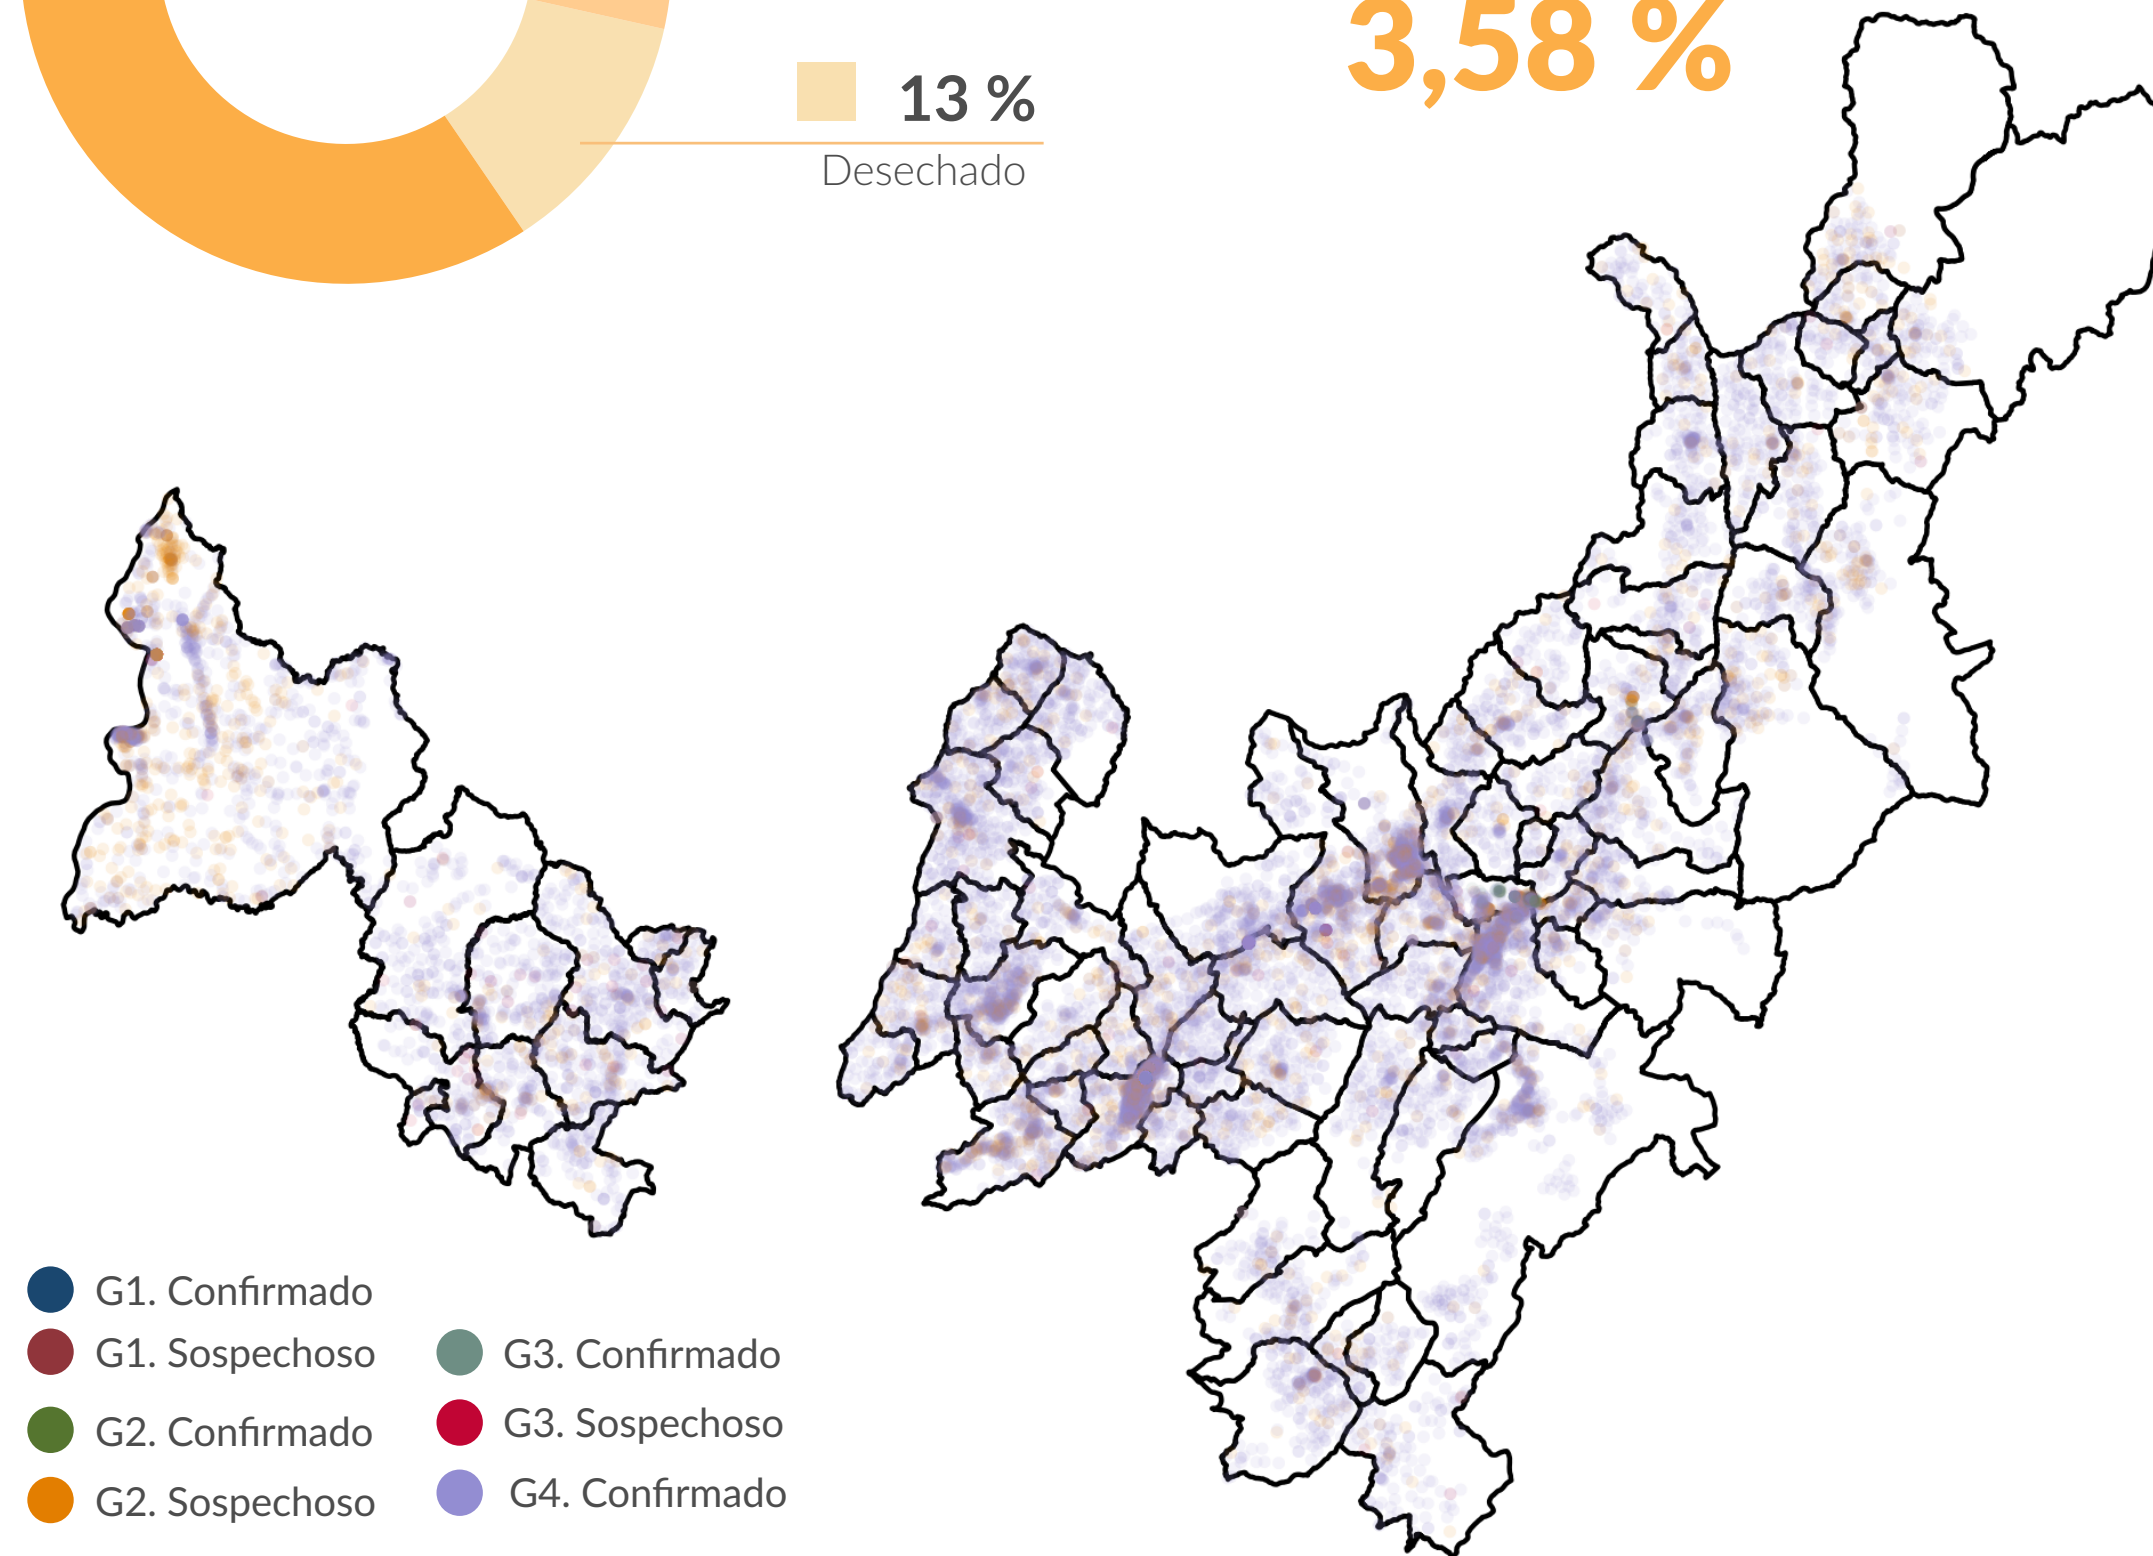 3,58 %
13 %
Desechado
G1. Confirmado
G1. Sospechoso
G2. Confirmado
G2. Sospechoso
G3. Confirmado
G3. Sospechoso
G4. Confirmado